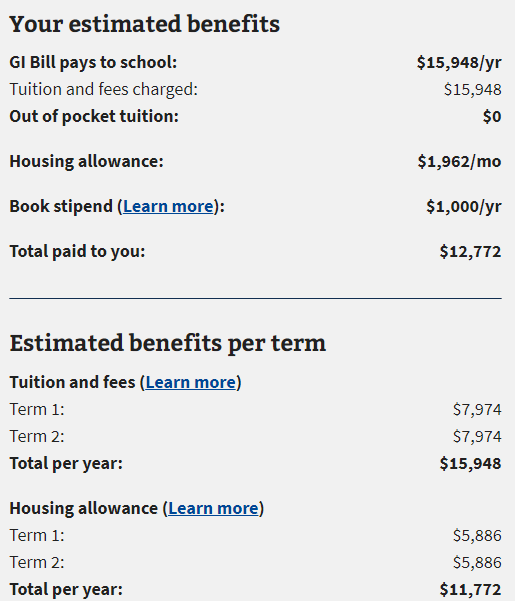 Your estimated benefits
GI Bill pays to school: $15,948/yr
Tuition and fees charged: $15,948
Out of pocket tuition: $0
Housing allowance: $1,962/mo
Book stipend (Learn more): $1,000/yr
Total paid to you: $12,772
Estimated benefits per term
Tuition and fees (Learn more)
Term 1: $7,974
Term 2: $7,974
Total per year: $15,948
Housing allowance (Learn more)
Term 1: $5,886
Term 2: $5,886
Total per year: $11,772